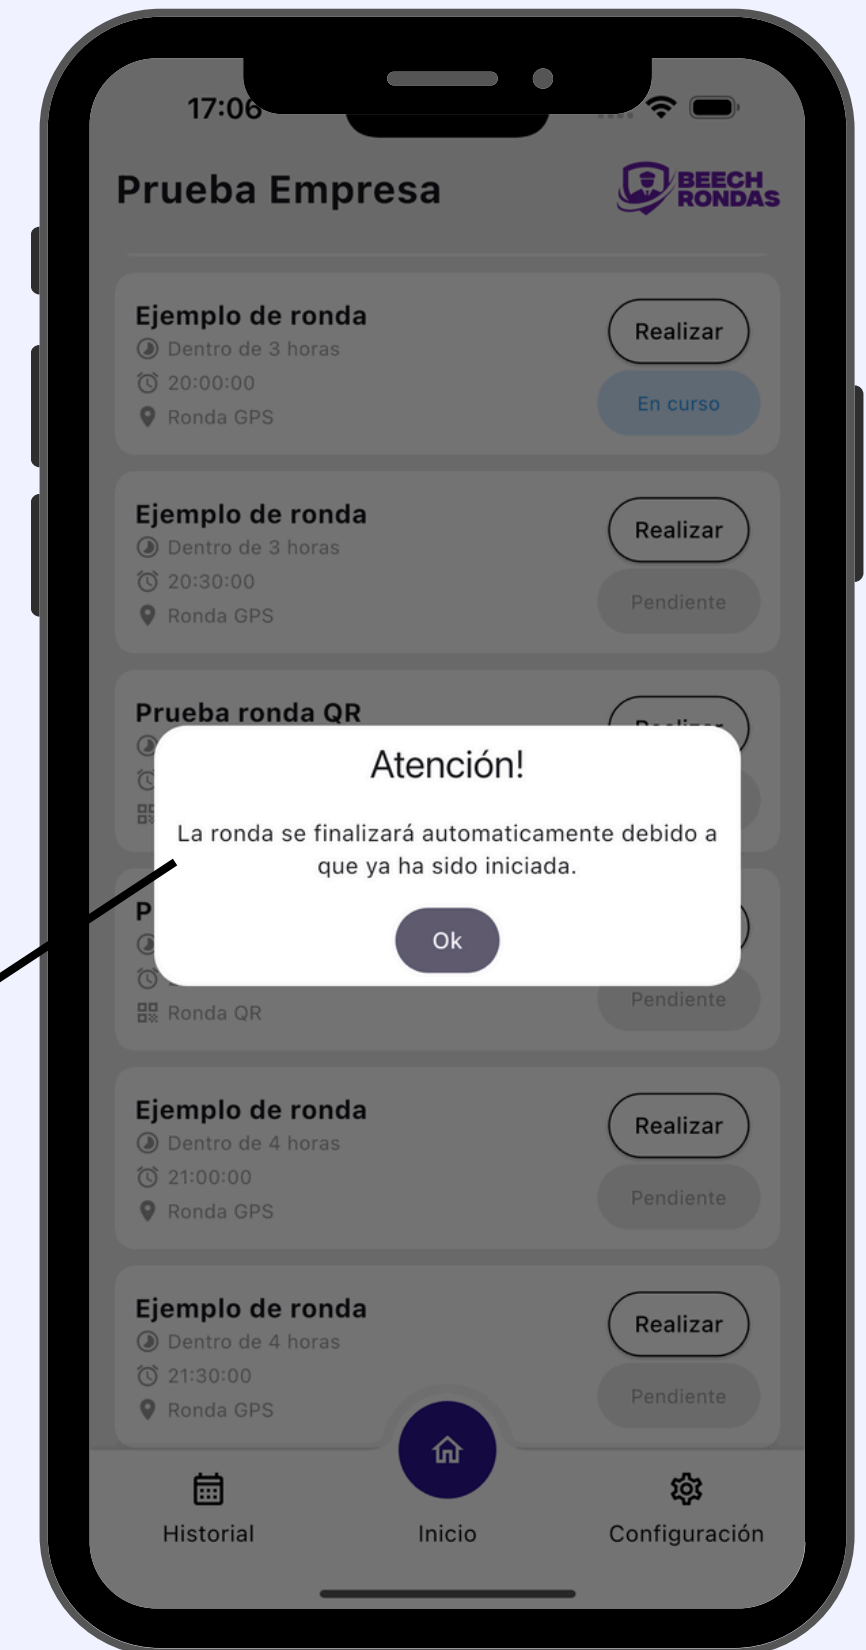 17:06
Prueba Empresa
BEECH
RONDAS
Ejemplo de ronda
Realizar
Dentro de 3 horas
20:00:00
En curso
Ronda GPS
Ejemplo de ronda
Realizar
Dentro de 3 horas
20:30:00
Pendiente
Ronda GPS
Prueba ronda QR
Atención!
La ronda se finalizará automaticamente debido a
que ya ha sido iniciada.
Ok
P
Pendiente
Ronda QR
Ejemplo de ronda
Realizar
Dentro de 4 horas
21:00:00
Pendiente
Ronda GPS
Ejemplo de ronda
Realizar
Dentro de 4 horas
21:30:00
Pendiente
Ronda GPS
Historial
Inicio
Configuración